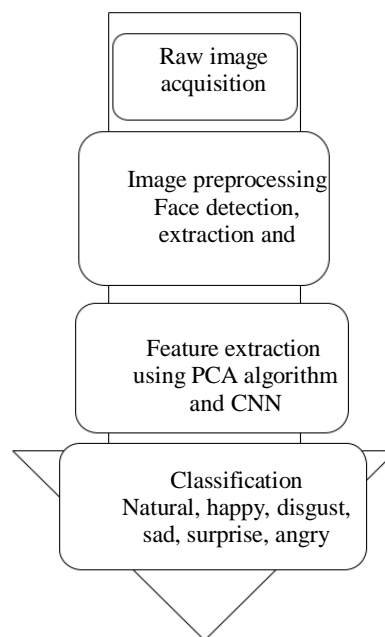 Raw image
acquisition
Image preprocessing
Face detection,
extraction and
Feature extraction
using PCA algorithm
and CNN
Classification
Natural, happy, disgust,
sad, surprise, angry